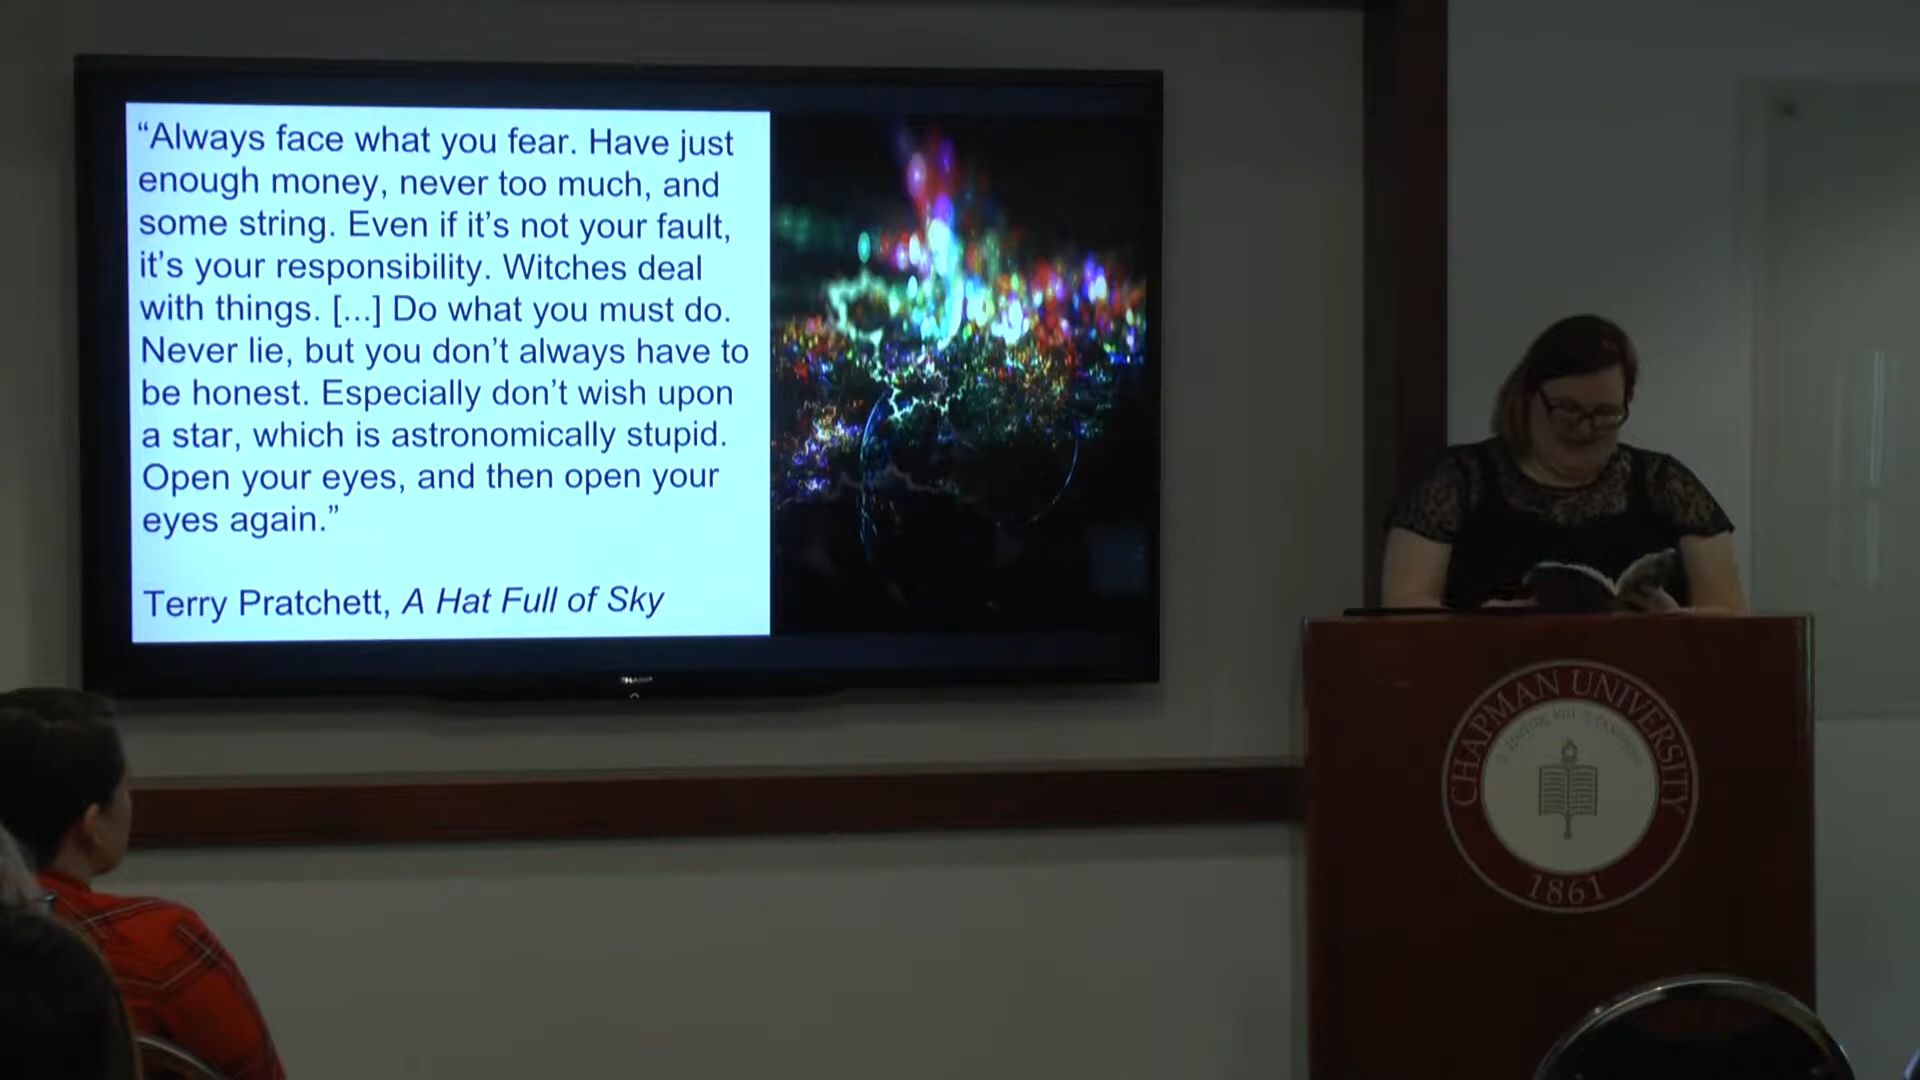 “Always face what you fear. Have just
enough money, never too much, and
some string. Even if it’s not your fault,
it’s your responsibility. Witches deal
with things. [...] Do what you must do.
Never lie, but you don’t always have to
be honest. Especially don’t wish upon
a star, which is astronomically stupid.
Open your eyes, and then open your
eyes again.”
Terry Pratchett, A Hat Full of Sky
SHARP
CHAPMAN UNIVERSITY
1861